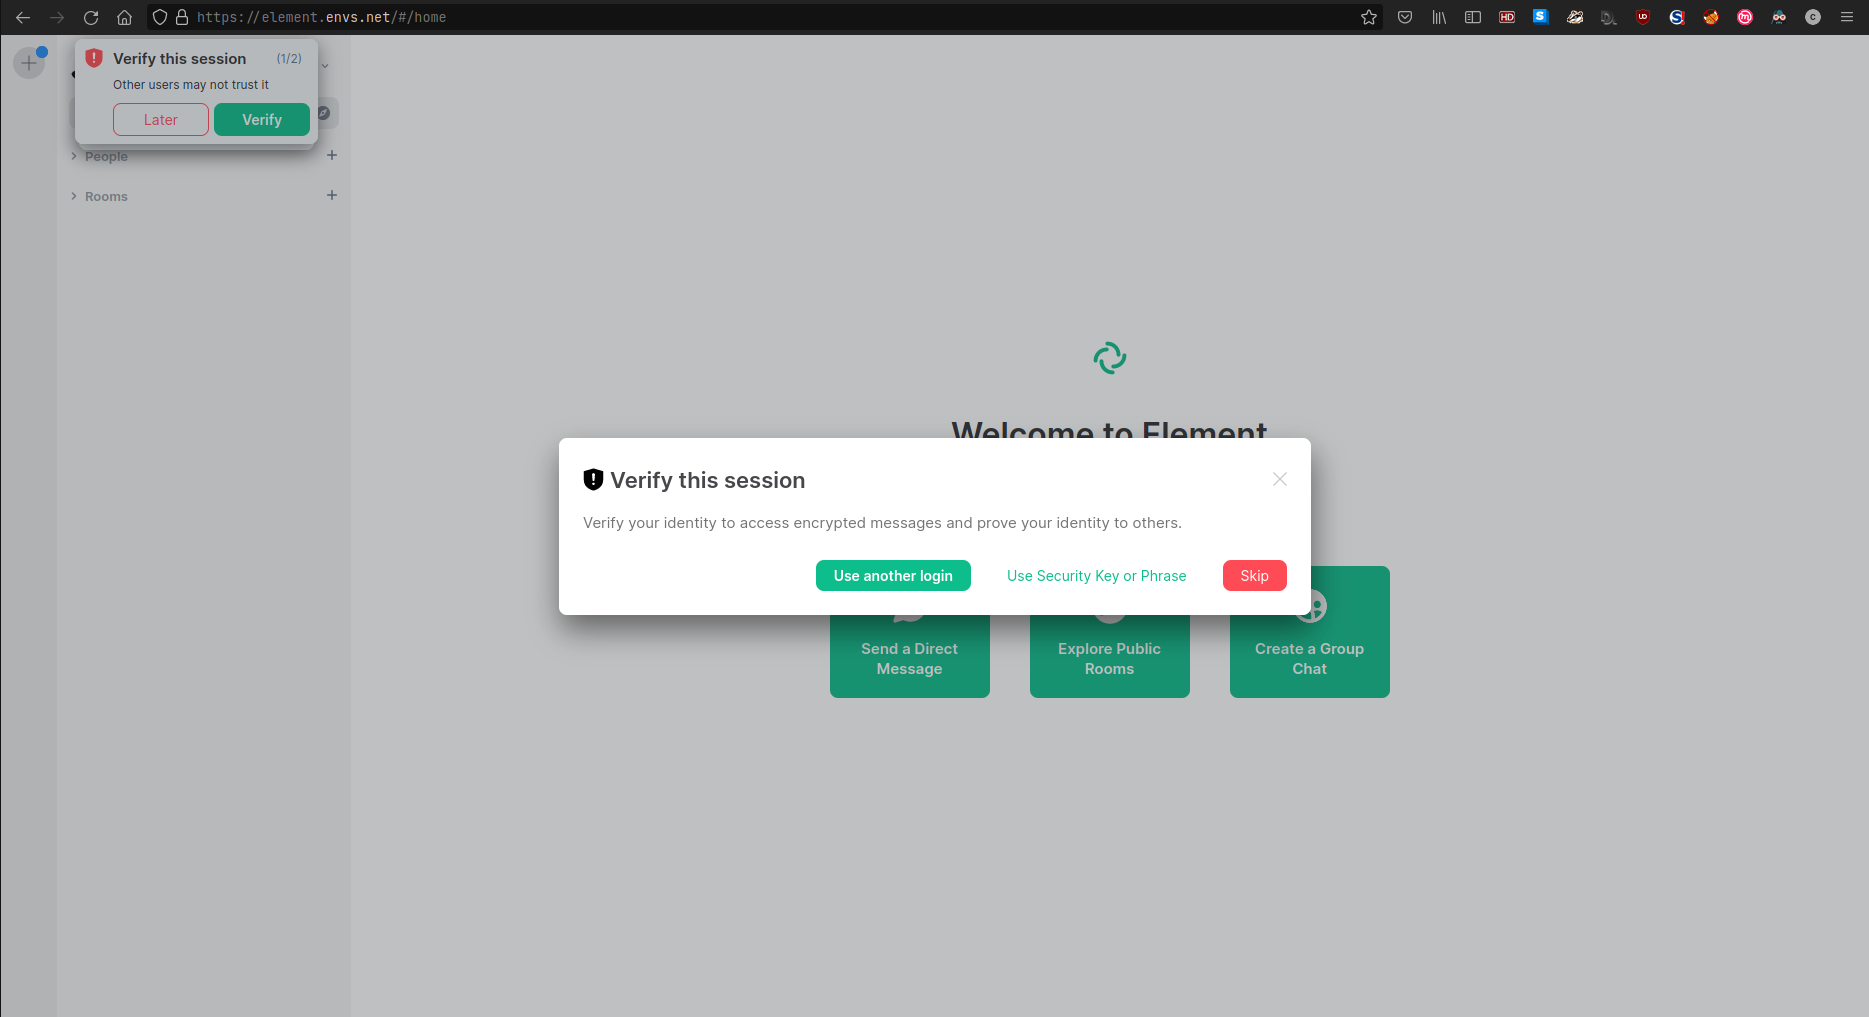 https://element.envs.net/#/home
HD
S
UD
S
m
C
Verify this session (1/2)
Other users may not trust it
Later Verify
People
Rooms
Welcome to Element
Verify this session
Verify your identity to access encrypted messages and prove your identity to others.
Use another login Use Security Key or Phrase Skip
Send a Direct
Message
Explore Public
Rooms
Create a Group
Chat